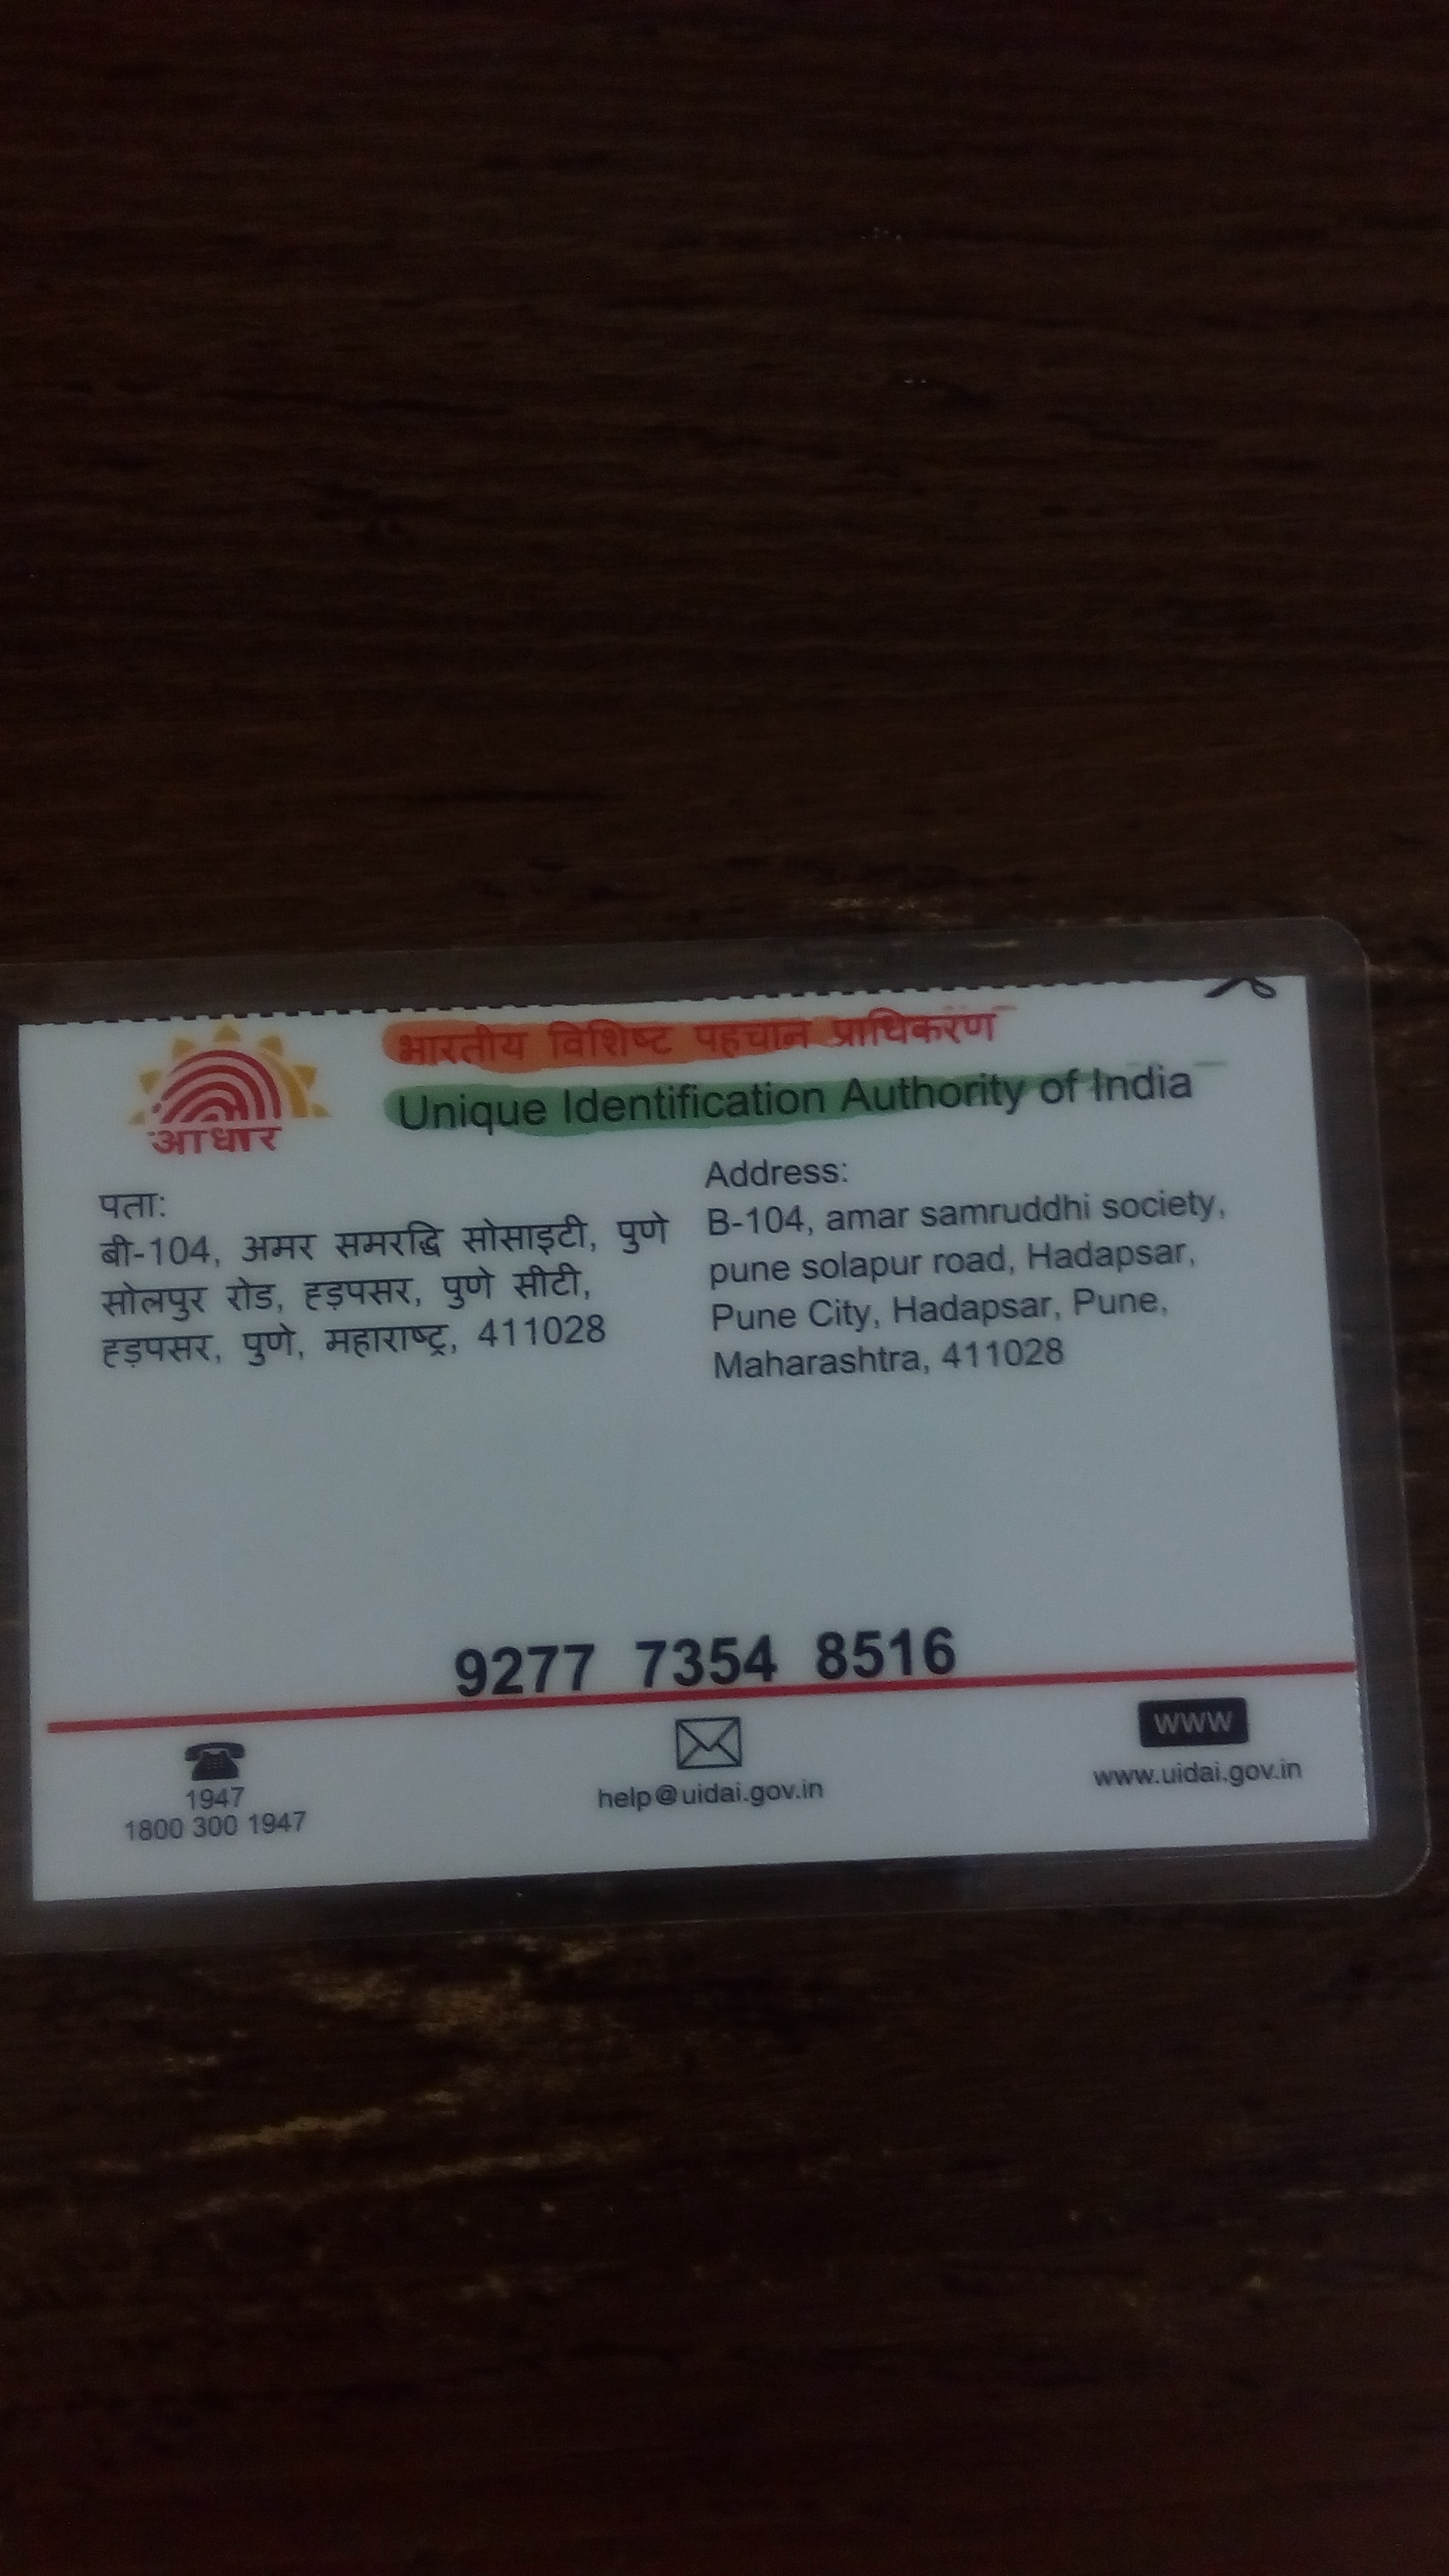 आधार
भारतीय विशिष्ट पहचान प्राधिकरण
Unique Identification Authority of India
पता:
बी-104, अमर समरद्धि सोसाइटी, पुणे
सोलपुर रोड, ह्ड़पसर, पुणे सीटी,
ह्ड़पसर, पुणे, महाराष्ट्र, 411028
Address:
B-104, amar samruddhi society,
pune solapur road, Hadapsar,
Pune City, Hadapsar, Pune,
Maharashtra, 411028
9277 7354 8516
1947
1800 300 1947
help@uidai.gov.in
WWW
www.uidai.gov.in